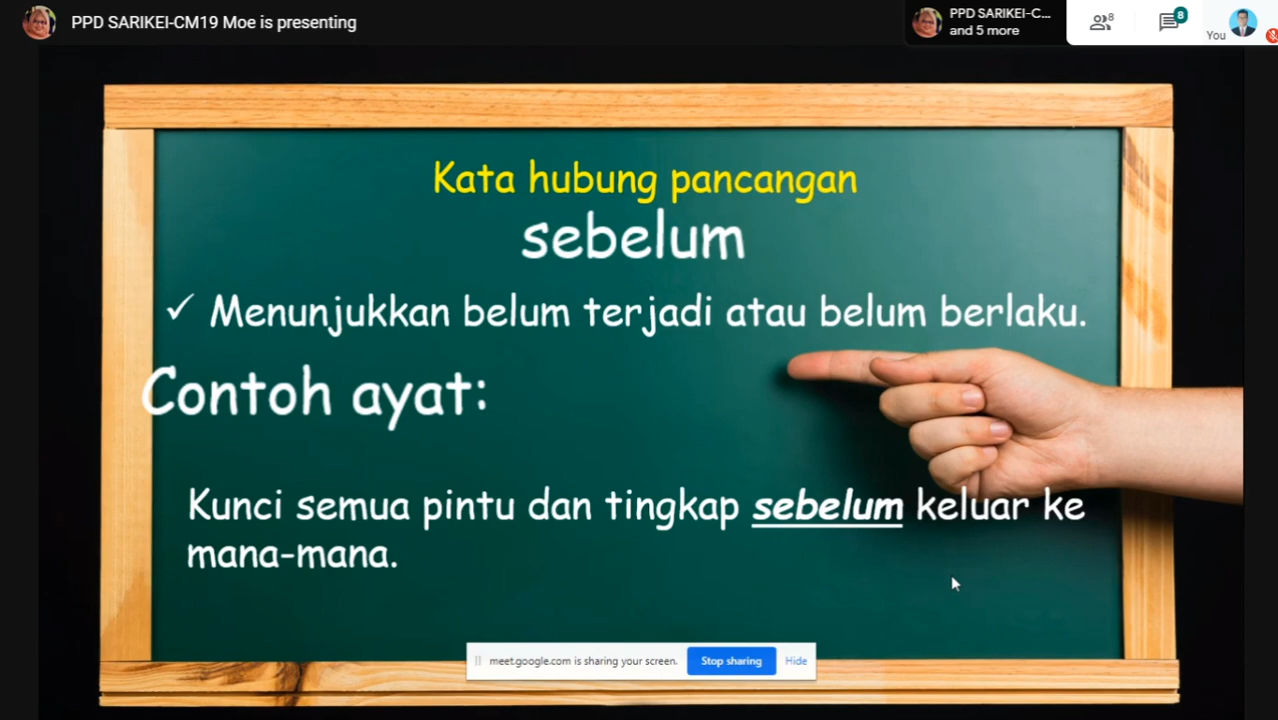 PPD SARIKEI-CM19 Moe is presenting
PPD SARIKEI-C...
and 5 more
8
8
You
Kata hubung pancangan
sebelum
✓ Menunjukkan belum terjadi atau belum berlaku.
Contoh ayat:
Kunci semua pintu dan tingkap sebelum keluar ke
mana-mana.
meet.google.com is sharing your screen.
Stop sharing
Hide